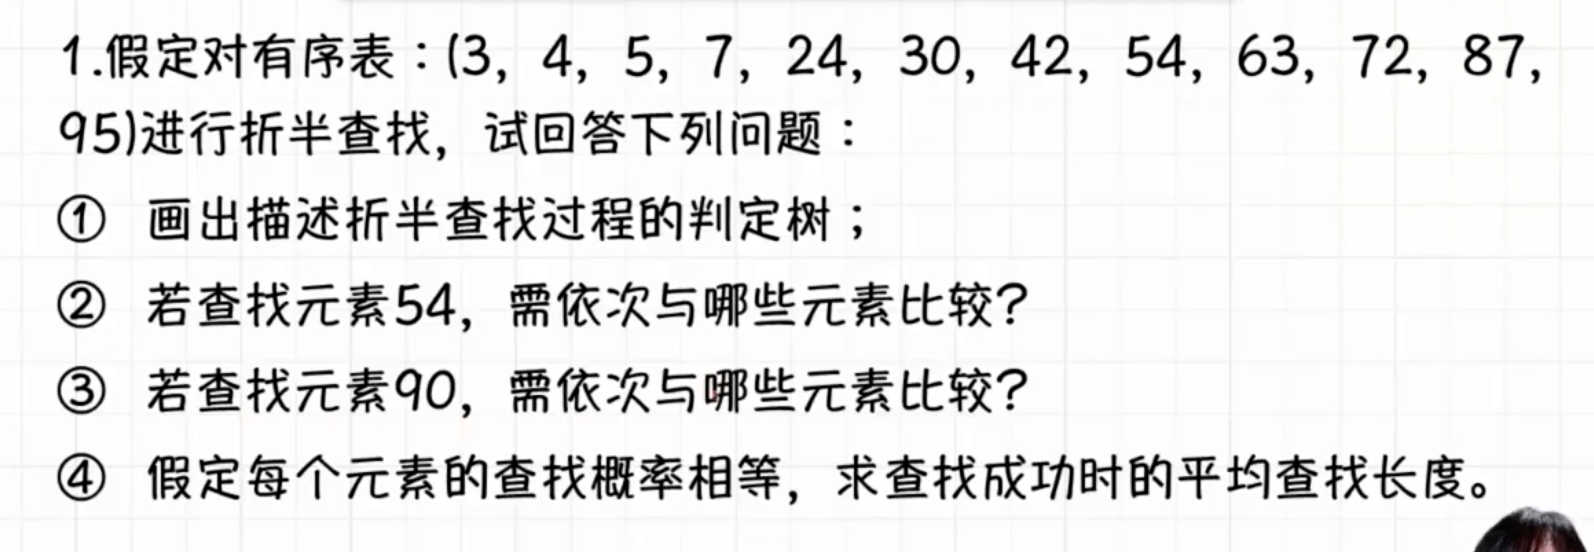 1.假定对有序表：(3, 4, 5, 7, 24, 30, 42, 54, 63, 72, 87,
95)进行折半查找，试回答下列问题：
① 画出描述折半查找过程的判定树；
② 若查找元素54，需依次与哪些元素比较？
③ 若查找元素90，需依次与哪些元素比较？
④ 假定每个元素的查找概率相等，求查找成功时的平均查找长度。